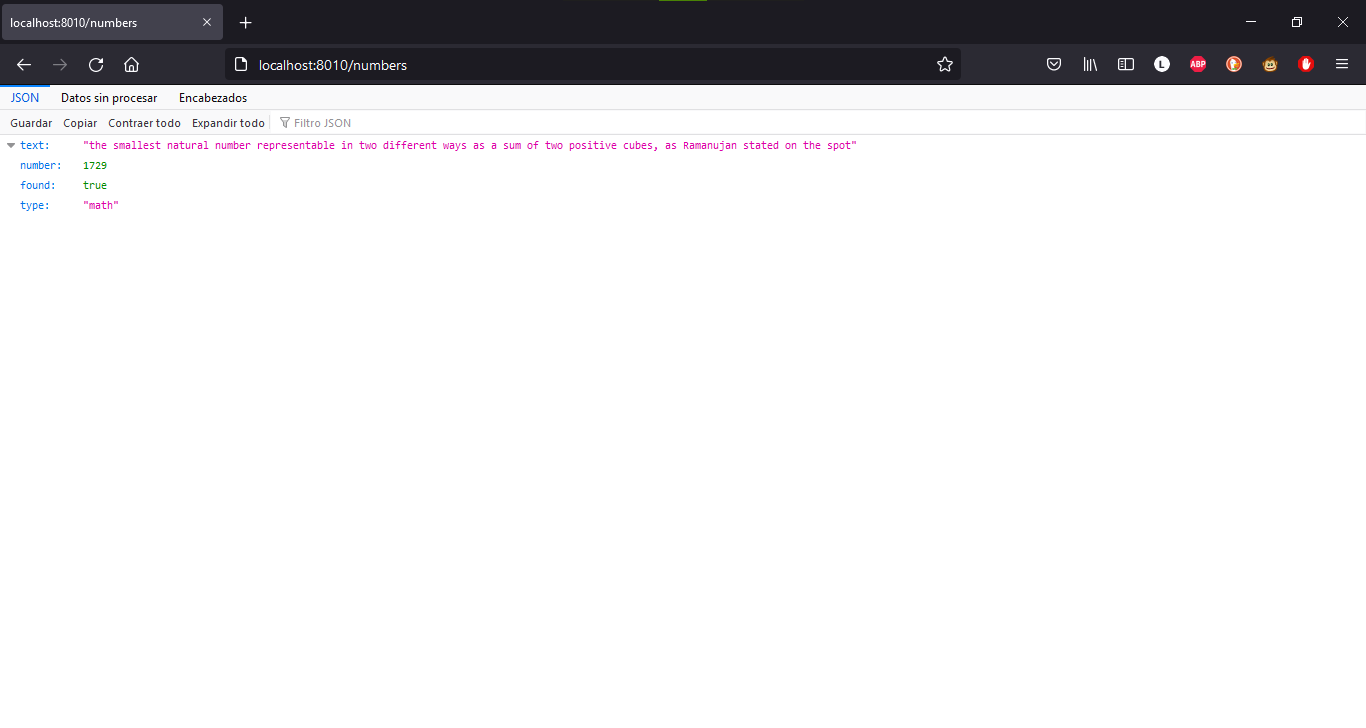 localhost:8010/numbers
localhost:8010/numbers
L ABP
JSON Datos sin procesar Encabezados
Guardar Copiar Contraer todo Expandir todo Filtro JSON
text: "the smallest natural number representable in two different ways as a sum of two positive cubes, as Ramanujan stated on the spot"
number: 1729
found: true
type: "math"